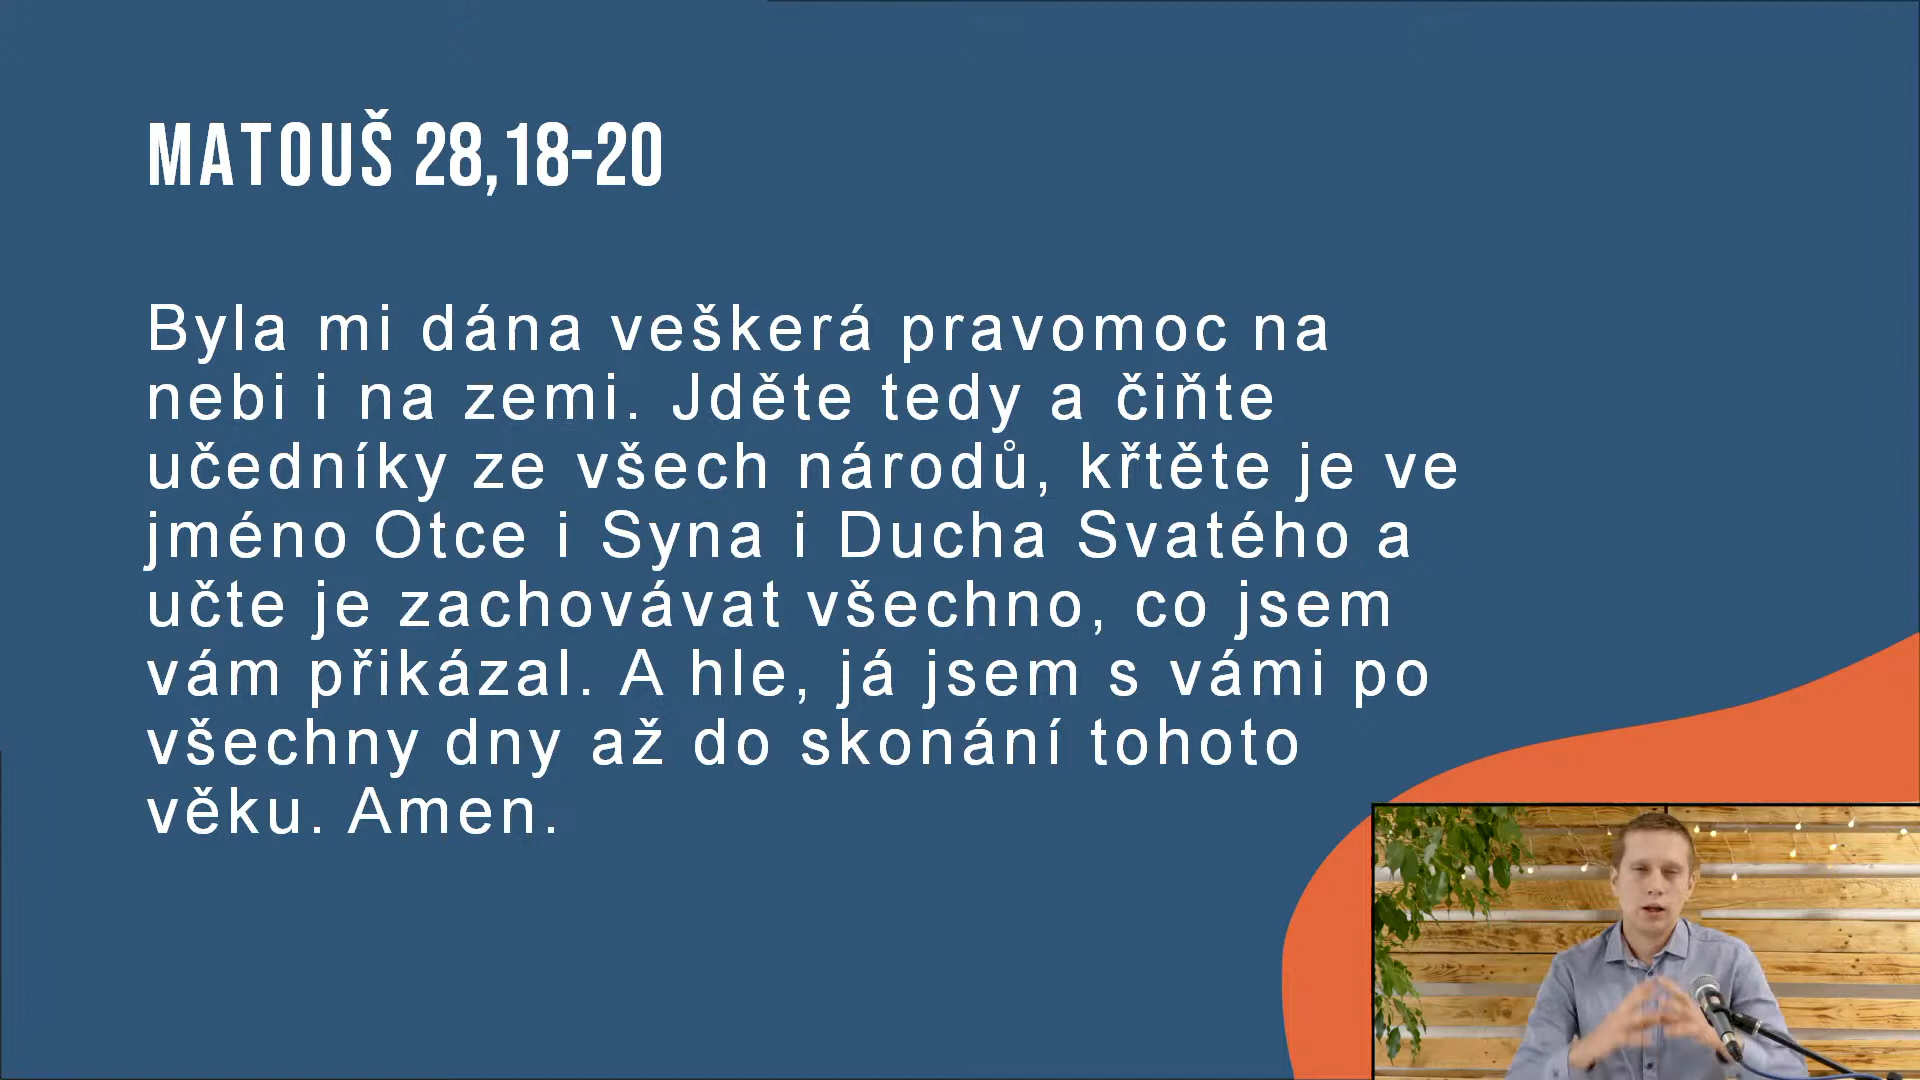 MATOUŠ 28,18-20
Byla mi dána veškerá pravomoc na
nebi i na zemi. Jděte tedy a čiňte
učedníky ze všech národů, křtěte je ve
jméno Otce i Syna i Ducha Svatého a
učte je zachovávat všechno, co jsem
vám přikázal. A hle, já jsem s vámi po
všechny dny až do skonání tohoto
věku. Amen.